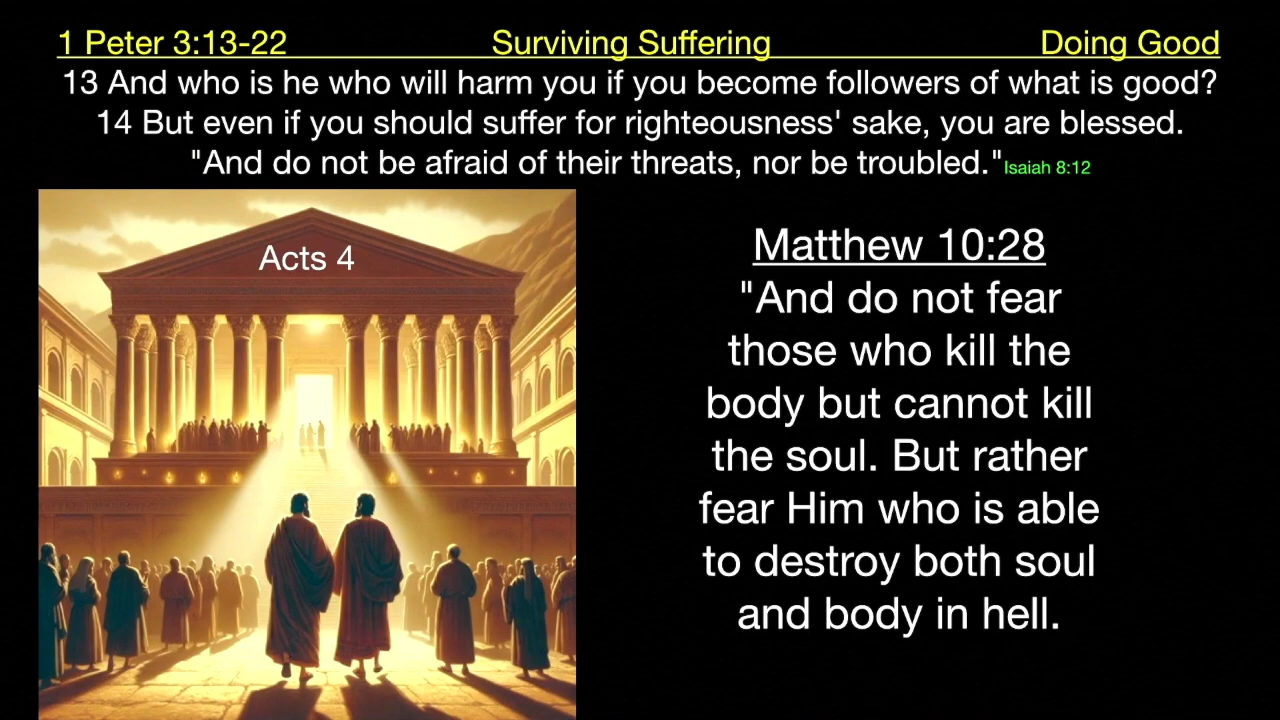 1 Peter 3:13-22 Surviving Suffering Doing Good
13 And who is he who will harm you if you become followers of what is good?
14 But even if you should suffer for righteousness' sake, you are blessed.
"And do not be afraid of their threats, nor be troubled."Isaiah 8:12
Acts 4
Matthew 10:28
"And do not fear
those who kill the
body but cannot kill
the soul. But rather
fear Him who is able
to destroy both soul
and body in hell.